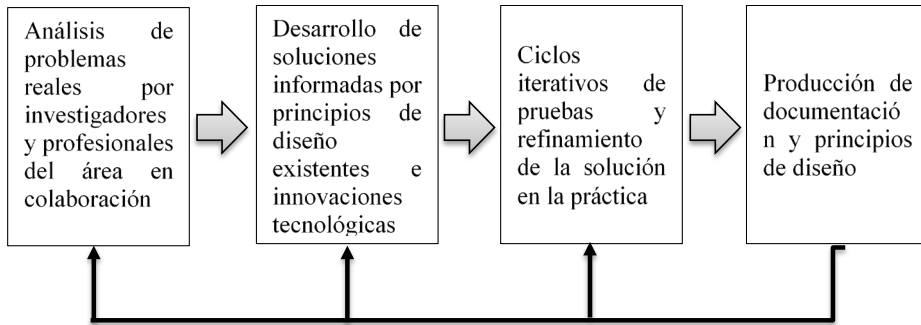 Análisis de
problemas
reales por
investigadores
y profesionales
del área en
colaboración
Desarrollo de
soluciones
informadas por
principios de
diseño
existentes e
innovaciones
tecnológicas
Ciclos
iterativos de
pruebas y
refinamiento
de la solución
en la práctica
Producción de
documentació
n y principios
de diseño